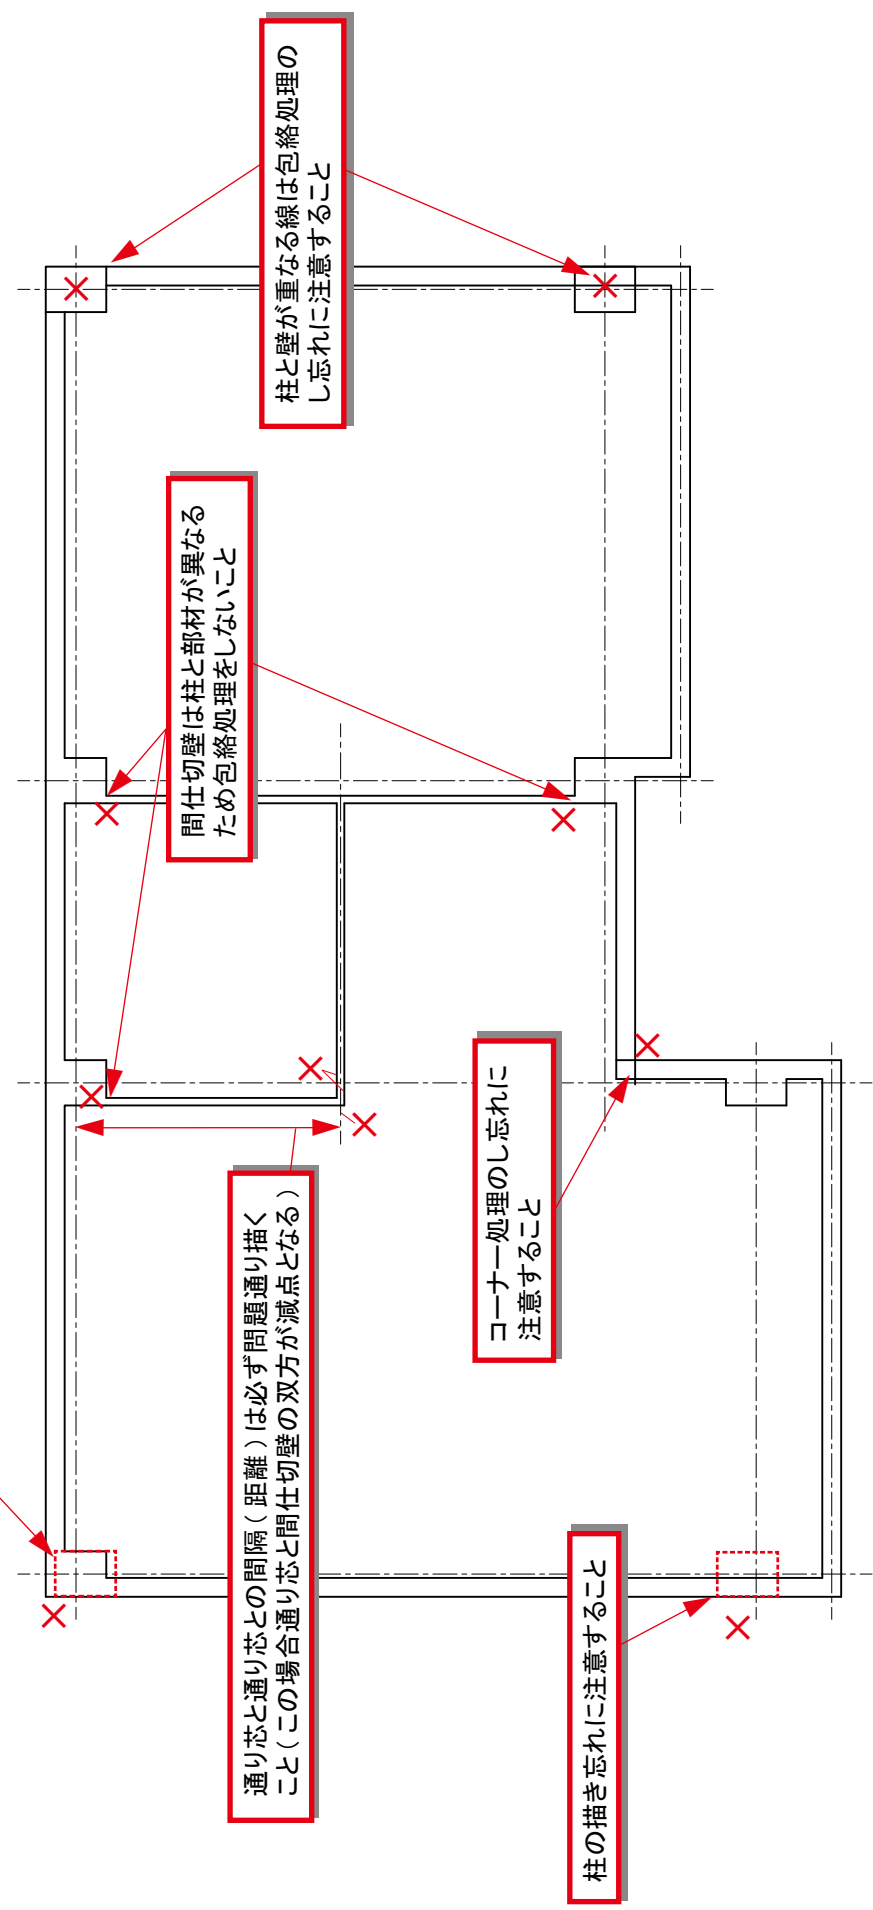 柱と壁が重なる線は包絡処理の
し忘れに注意すること
間仕切壁は柱と部材が異なる
ため包絡処理をしないこと
コーナー処理のし忘れに
注意すること
通り芯と通り芯との間隔（距離）は必ず問題通り描く
こと（この場合通り芯と間仕切壁の双方が減点となる）
柱の描き忘れに注意すること